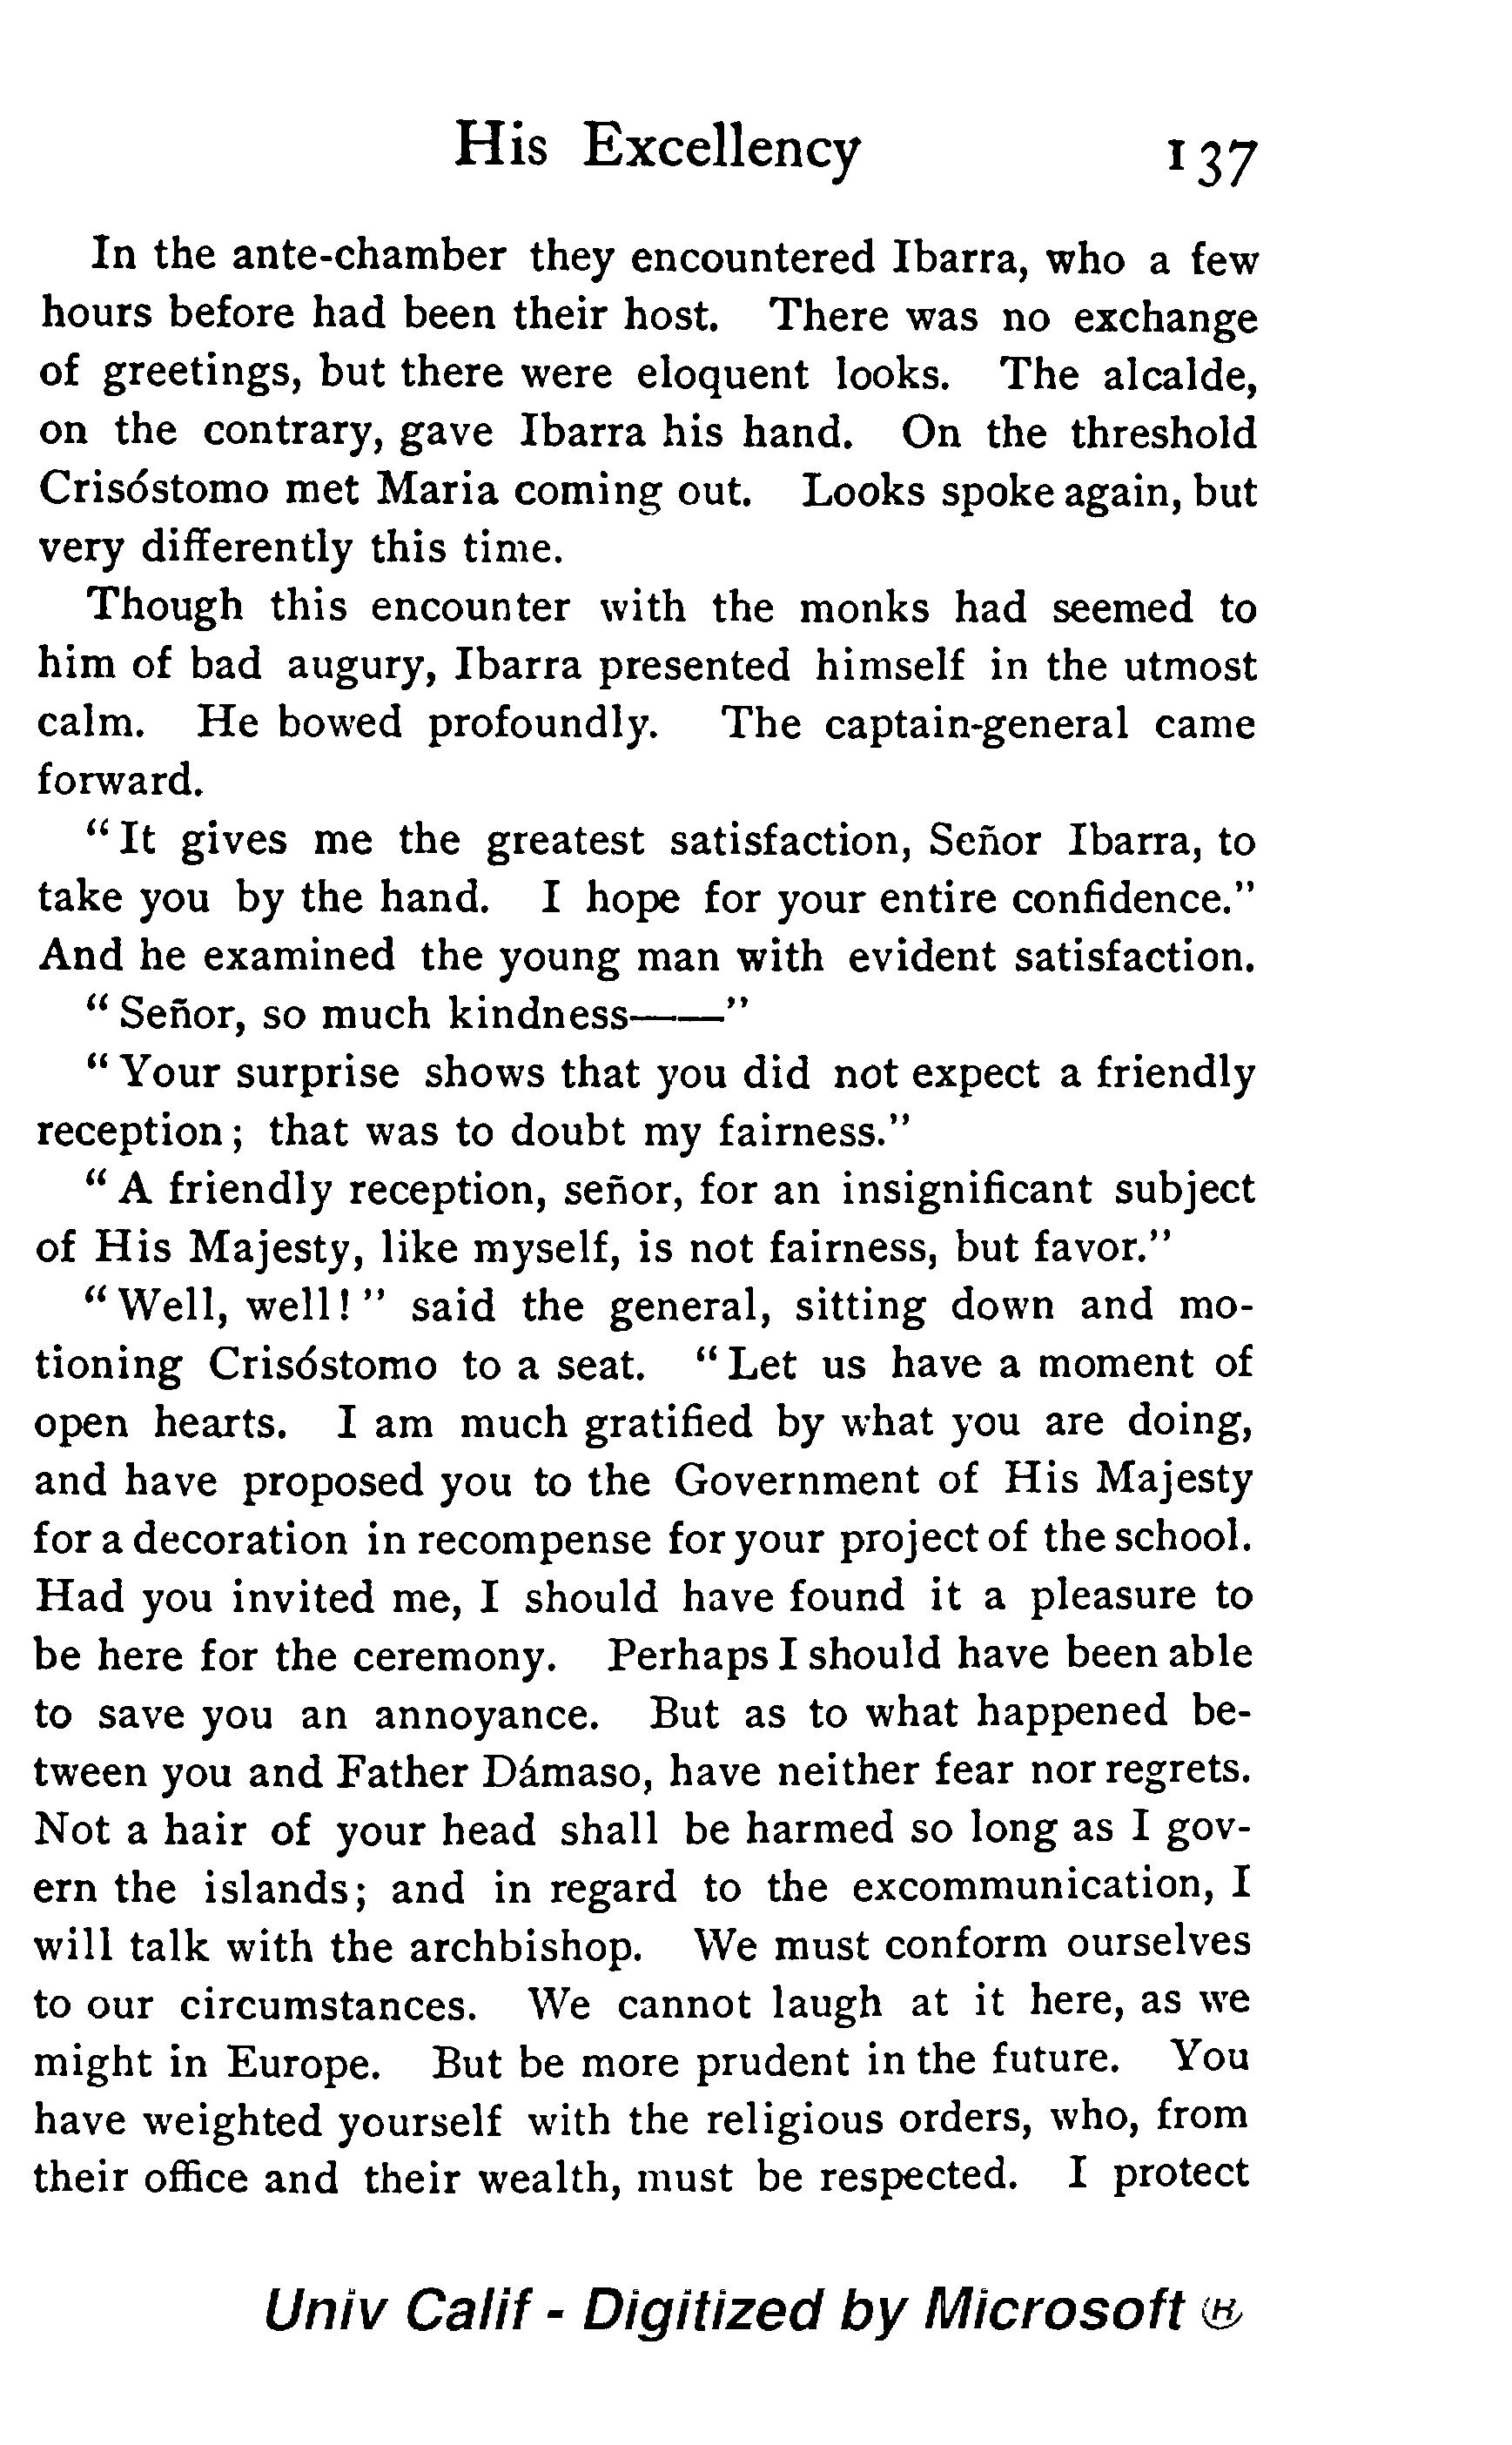 His Excellency 137
In the ante-chamber they encountered Ibarra, who a few
hours before had been their host. There was no exchange
of greetings, but there were eloquent looks. The alcalde,
on the contrary, gave Ibarra his hand. On the threshold
Crisóstomo met Maria coming out. Looks spoke again, but
very differently this time.
Though this encounter with the monks had seemed to
him of bad augury, Ibarra presented himself in the utmost
calm. He bowed profoundly. The captain-general came
forward.
"It gives me the greatest satisfaction, Señor Ibarra, to
take you by the hand. I hope for your entire confidence."
And he examined the young man with evident satisfaction.
"Señor, so much kindness——"
"Your surprise shows that you did not expect a friendly
reception; that was to doubt my fairness."
"A friendly reception, señor, for an insignificant subject
of His Majesty, like myself, is not fairness, but favor."
"Well, well!" said the general, sitting down and mo-
tioning Crisóstomo to a seat. "Let us have a moment of
open hearts. I am much gratified by what you are doing,
and have proposed you to the Government of His Majesty
for a decoration in recompense for your project of the school.
Had you invited me, I should have found it a pleasure to
be here for the ceremony. Perhaps I should have been able
to save you an annoyance. But as to what happened be-
tween you and Father Dámaso, have neither fear nor regrets.
Not a hair of your head shall be harmed so long as I gov-
ern the islands; and in regard to the excommunication, I
will talk with the archbishop. We must conform ourselves
to our circumstances. We cannot laugh at it here, as we
might in Europe. But be more prudent in the future. You
have weighted yourself with the religious orders, who, from
their office and their wealth, must be respected. I protect
Univ Calif - Digitized by Microsoft ®